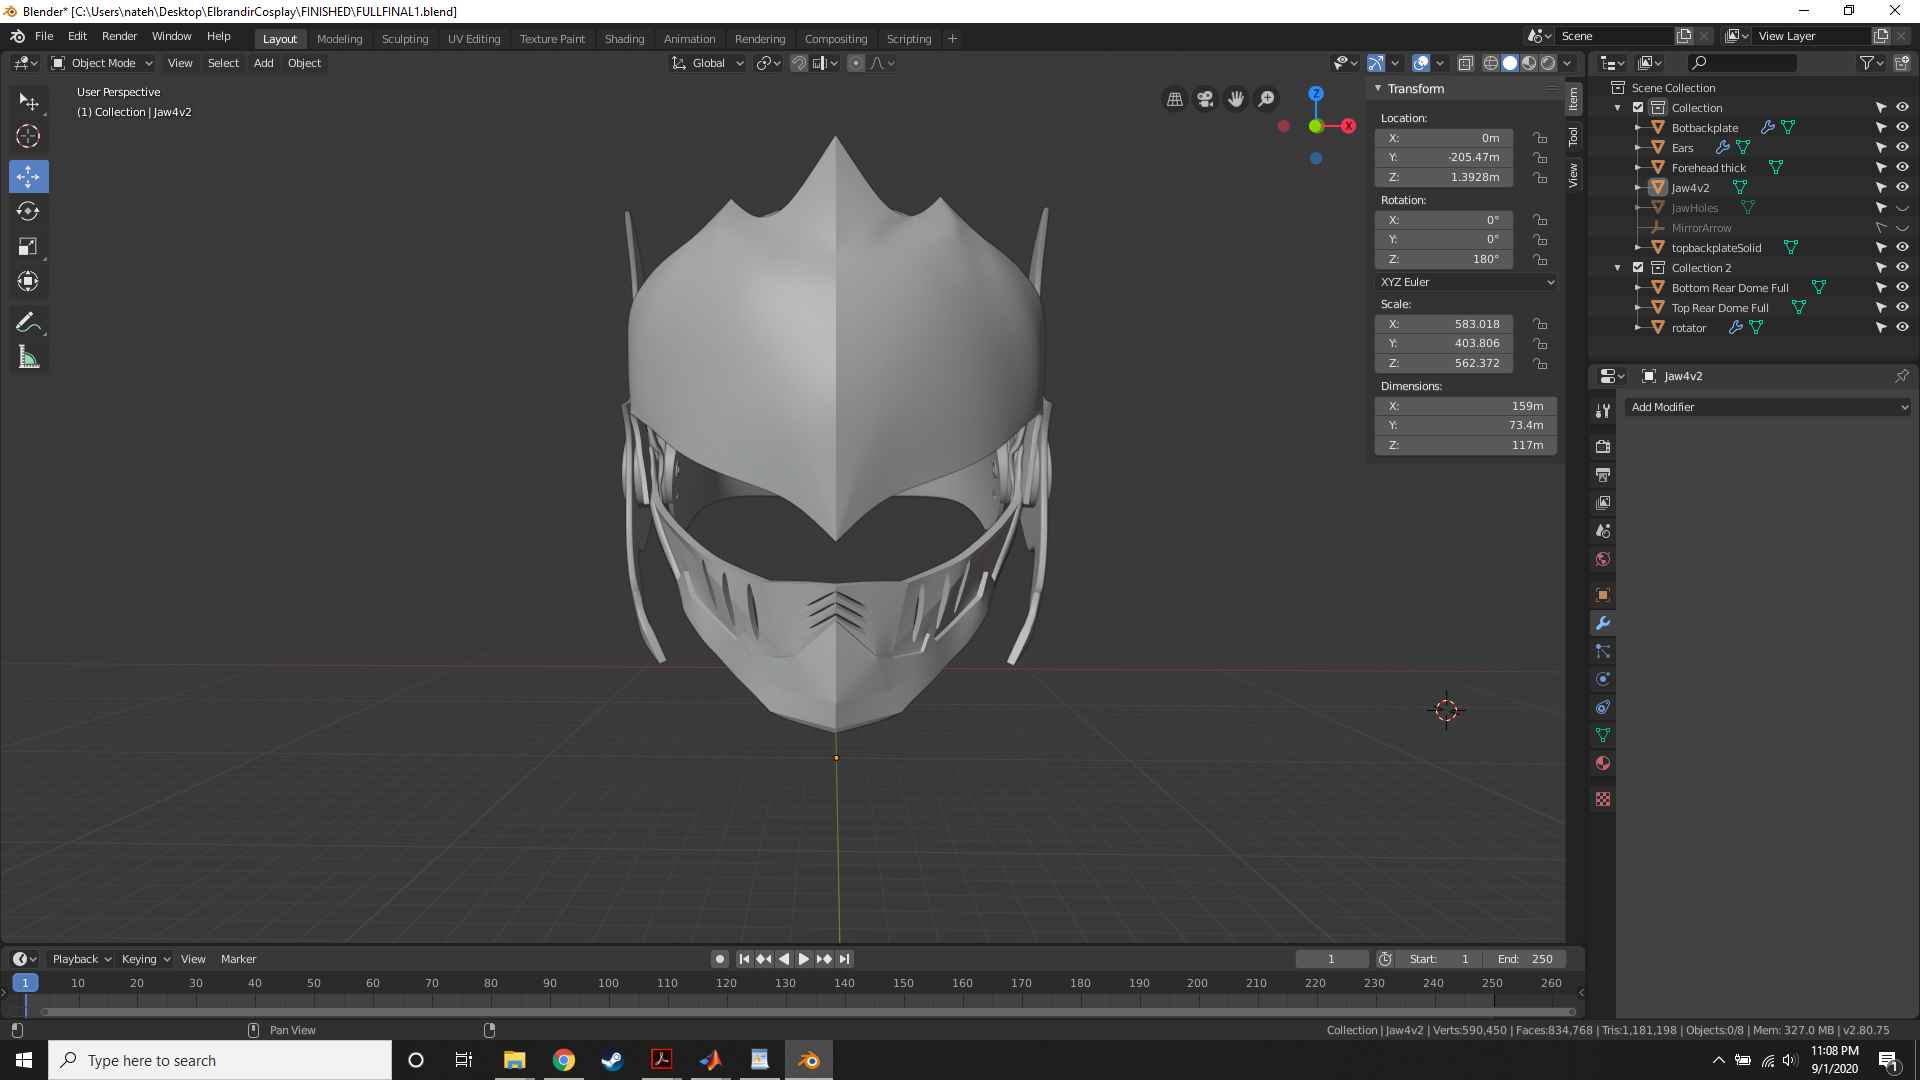 Blender* [C:\Users\nateh\Desktop\ElbrandirCosplay\FINISHED\FULLFINAL1.blend]
File Edit Render Window Help Layout Modeling Sculpting UV Editing Texture Paint Shading Animation Rendering Compositing Scripting + Scene View Layer
Object Mode View Select Add Object Global
User Perspective
(1) Collection | Jaw4v2
Z
X
Transform
Location:
X: 0m
Y: -205.47m
Z: 1.3928m
Rotation:
X: 0°
Y: 0°
Z: 180°
XYZ Euler
Scale:
X: 583.018
Y: 403.806
Z: 562.372
Dimensions:
X: 159m
Y: 73.4m
Z: 117m
Item
Tool
View
Scene Collection
Collection
Botbackplate
Ears
Forehead thick
Jaw4v2
JawHoles
MirrorArrow
topbackplateSolid
Collection 2
Bottom Rear Dome Full
Top Rear Dome Full
rotator
Jaw4v2
Add Modifier
Playback Keying View Marker 1 Start: 1 End: 250
1 10 20 30 40 50 60 70 80 90 100 110 120 130 140 150 160 170 180 190 200 210 220 230 240 250 260
Pan View
Collection | Jaw4v2 | Verts:590,450 | Faces:834,768 | Tris:1,181,198 | Objects:0/8 | Mem: 327.0 MB | v2.80.75
Type here to search
11:08 PM
9/1/2020
1